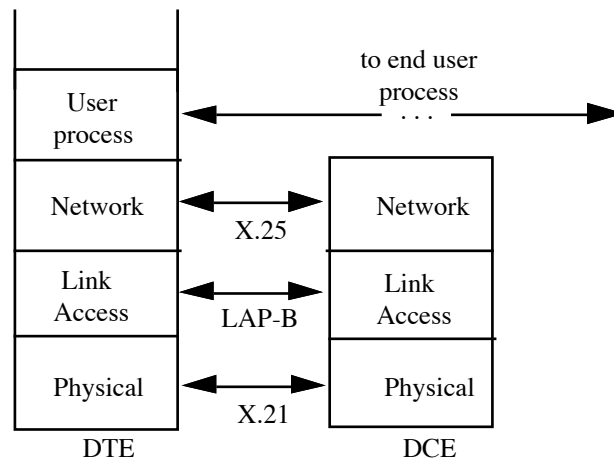 to end user
process
. . .
User
process
Network
X.25
Network
Link
Access
LAP-B
Link
Access
Physical
X.21
Physical
DTE
DCE